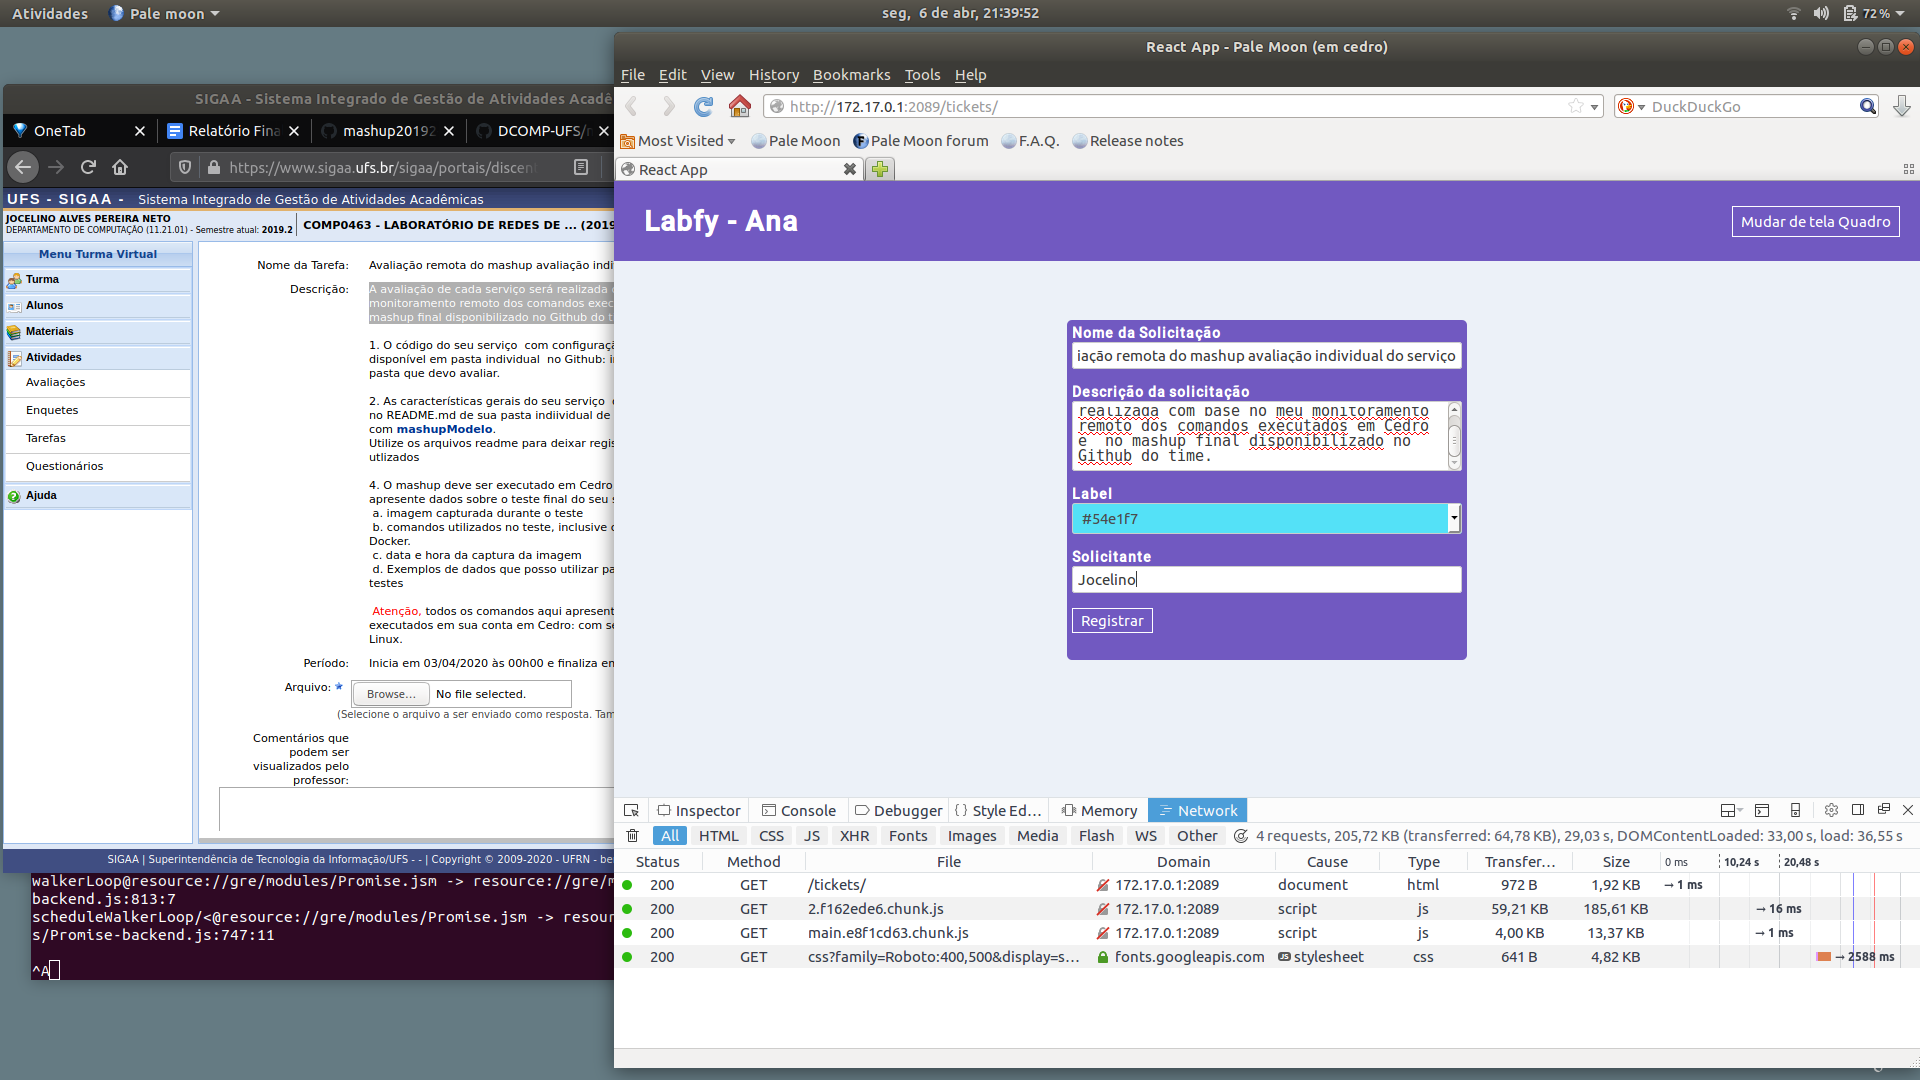 Atividades
Pale moon
seg, 6 de abr, 21:39:52
72 %
SIGAA - Sistema Integrado de Gestão de Atividades Acadê
OneTab
Relatório Fina
mashup20192
DCOMP-UFS/
https://www.sigaa.ufs.br/sigaa/portais/discen
UFS - SIGAA - Sistema Integrado de Gestão de Atividades Acadêmicas
JOCELINO ALVES PEREIRA NETO
DEPARTAMENTO DE COMPUTAÇÃO (11.21.01) - Semestre atual: 2019.2
COMP0463 - LABORATÓRIO DE REDES DE ... (2019
Menu Turma Virtual
Turma
Alunos
Materiais
Atividades
Avaliações
Enquetes
Tarefas
Questionários
Ajuda
Nome da Tarefa: Avaliação remota do mashup avaliação indi
Descrição: A avaliação de cada serviço será realizada
monitoramento remoto dos comandos exec
mashup final disponibilizado no Github do t
1. O código do seu serviço com configuraç
disponível em pasta individual no Github: i
pasta que devo avaliar.
2. As características gerais do seu serviço
no README.md de sua pasta indiividual de
com mashupModelo.
Utilize os arquivos readme para deixar regis
utlizados
4. O mashup deve ser executado em Cedro
apresente dados sobre o teste final do seu s
a. imagem capturada durante o teste
b. comandos utilizados no teste, inclusive
Docker.
c. data e hora da captura da imagem
d. Exemplos de dados que posso utilizar pa
testes
Atenção, todos os comandos aqui apresent
executados em sua conta em Cedro: com se
Linux.
Período: Inicia em 03/04/2020 às 00h00 e finaliza em
Arquivo: Browse... No file selected.
(Selecione o arquivo a ser enviado como resposta. Tam
Comentários que
podem ser
visualizados pelo
professor:
SIGAA | Superintendência de Tecnologia da Informação/UFS - - | Copyright © 2009-2020 - UFRN - be
walkerLoop@resource://gre/modules/Promise.jsm -> resource://gre/m
backend.js:813:7
scheduleWalkerLoop/<@resource://gre/modules/Promise.jsm -> resour
s/Promise-backend.js:747:11
^A
React App - Pale Moon (em cedro)
File Edit View History Bookmarks Tools Help
http://172.17.0.1:2089/tickets/
DuckDuckGo
Most Visited
Pale Moon
Pale Moon forum
F.A.Q.
Release notes
React App
Labfy - Ana
Mudar de tela Quadro
Nome da Solicitação
iação remota do mashup avaliação individual do serviço
Descrição da solicitação
realizada com base no meu monitoramento
remoto dos comandos executados em Cedro
e no mashup final disponibilizado no
Github do time.
Label
#54e1f7
Solicitante
Jocelino
Registrar
Inspector Console Debugger Style Ed... Memory Network
All HTML CSS JS XHR Fonts Images Media Flash WS Other 4 requests, 205,72 KB (transferred: 64,78 KB), 29,03 s, DOMContentLoaded: 33,00 s, load: 36,55 s
Status Method File Domain Cause Type Transfer... Size 0 ms 10,24 s 20,48 s
200 GET /tickets/ 172.17.0.1:2089 document html 972 B 1,92 KB → 1 ms
200 GET 2.f162ede6.chunk.js 172.17.0.1:2089 script js 59,21 KB 185,61 KB → 16 ms
200 GET main.e8f1cd63.chunk.js 172.17.0.1:2089 script js 4,00 KB 13,37 KB → 1 ms
200 GET css?family=Roboto:400,500&display=s... fonts.googleapis.com JS stylesheet css 641 B 4,82 KB → 2588 ms